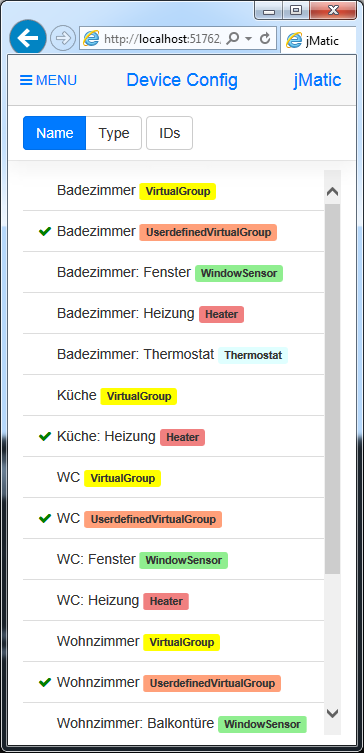 http://localhost:51762,
jMatic
MENU
Device Config
jMatic
Name
Type
IDs
Badezimmer VirtualGroup
Badezimmer UserdefinedVirtualGroup
Badezimmer: Fenster WindowSensor
Badezimmer: Heizung Heater
Badezimmer: Thermostat Thermostat
Küche VirtualGroup
Küche: Heizung Heater
WC VirtualGroup
WC UserdefinedVirtualGroup
WC: Fenster WindowSensor
WC: Heizung Heater
Wohnzimmer VirtualGroup
Wohnzimmer UserdefinedVirtualGroup
Wohnzimmer: Balkontüre WindowSensor